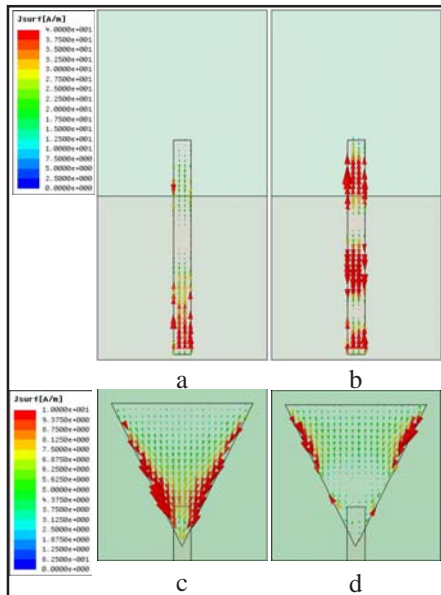 Jsurf[A/m]
4.0000e+001
3.7500e+001
3.5000e+001
3.2500e+001
3.0000e+001
2.7500e+001
2.5000e+001
2.2500e+001
2.0000e+001
1.7500e+001
1.5000e+001
1.2500e+001
1.0000e+001
7.5000e+000
5.0000e+000
2.5000e+000
0.0000e+000
a
b
Jsurf[A/m]
1.0000e+001
9.3750e+000
8.7500e+000
8.1250e+000
7.5000e+000
6.8750e+000
6.2500e+000
5.6250e+000
5.0000e+000
4.3750e+000
3.7500e+000
3.1250e+000
2.5000e+000
1.8750e+000
1.2500e+000
6.2500e-001
0.0000e+000
c
d